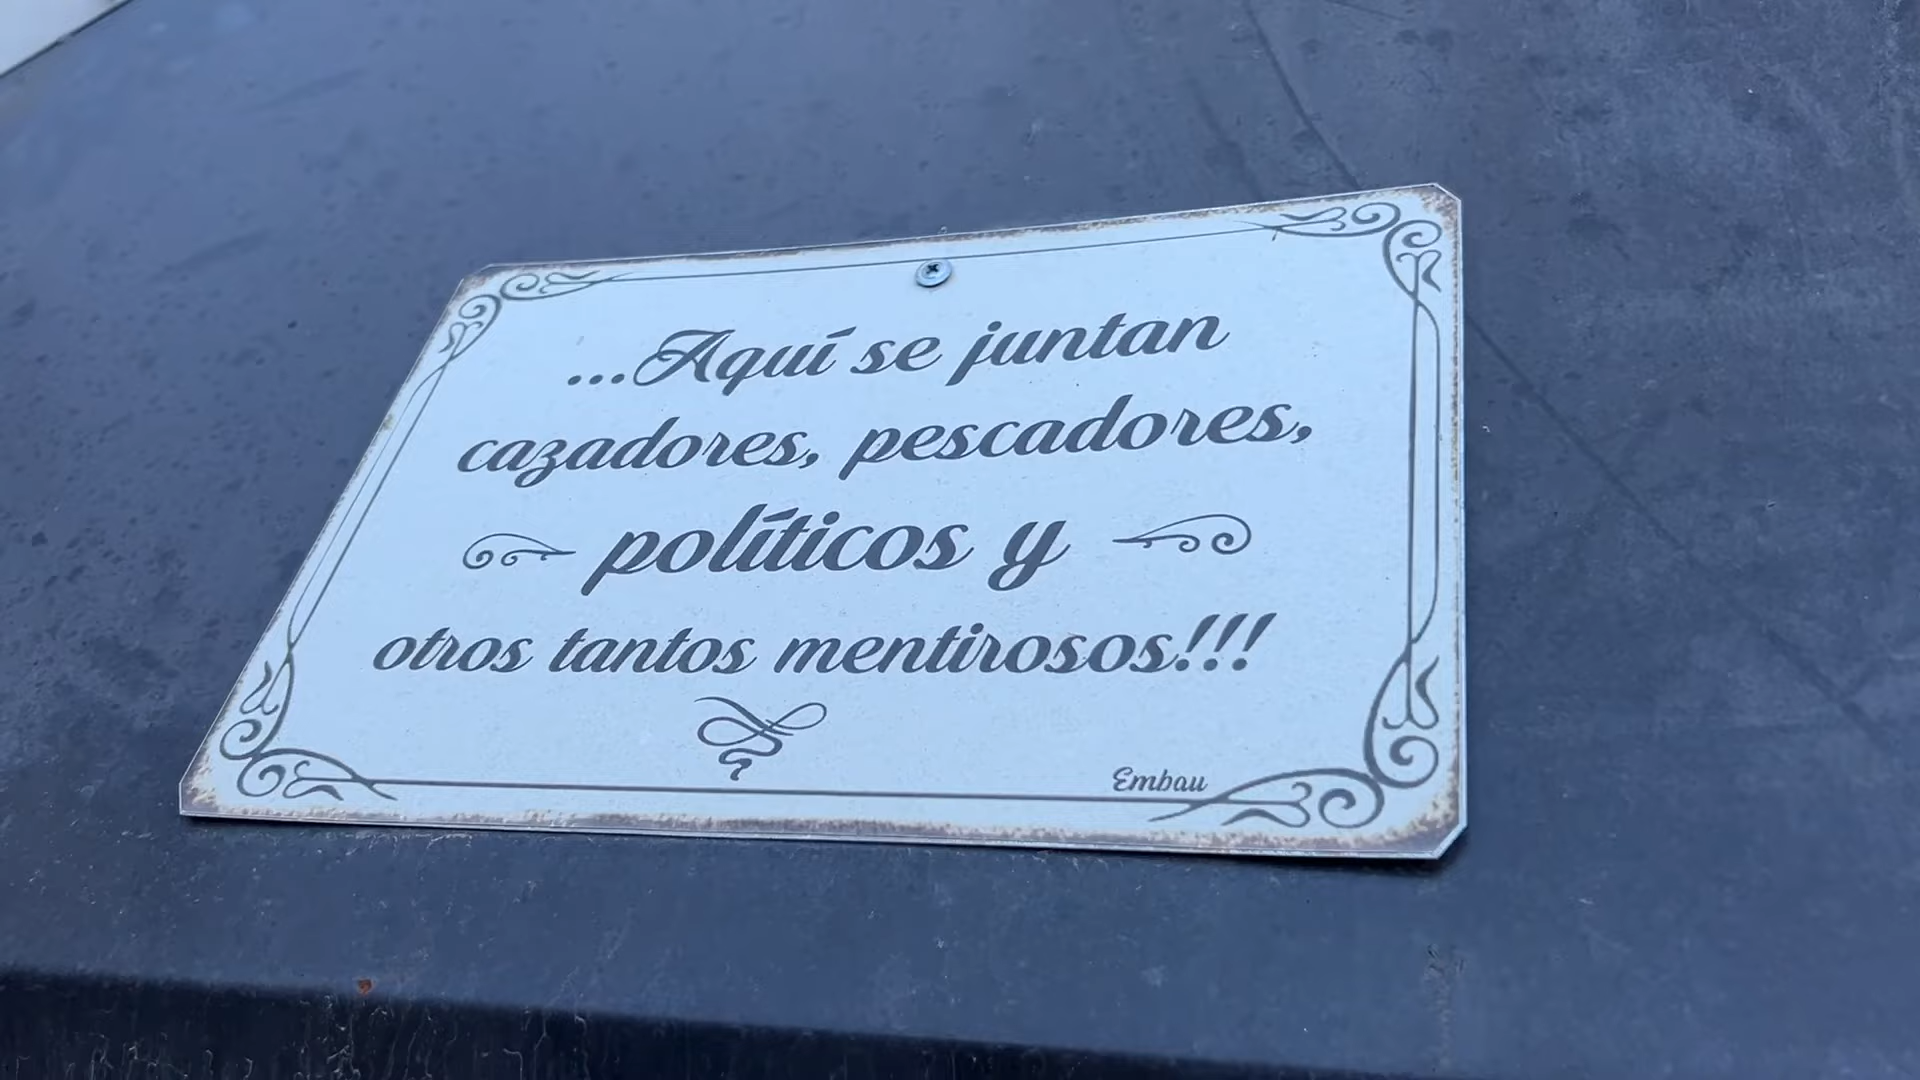 ...Aquí se juntan
cazadores, pescadores,
políticos y
otros tantos mentirosos!!!
Embau